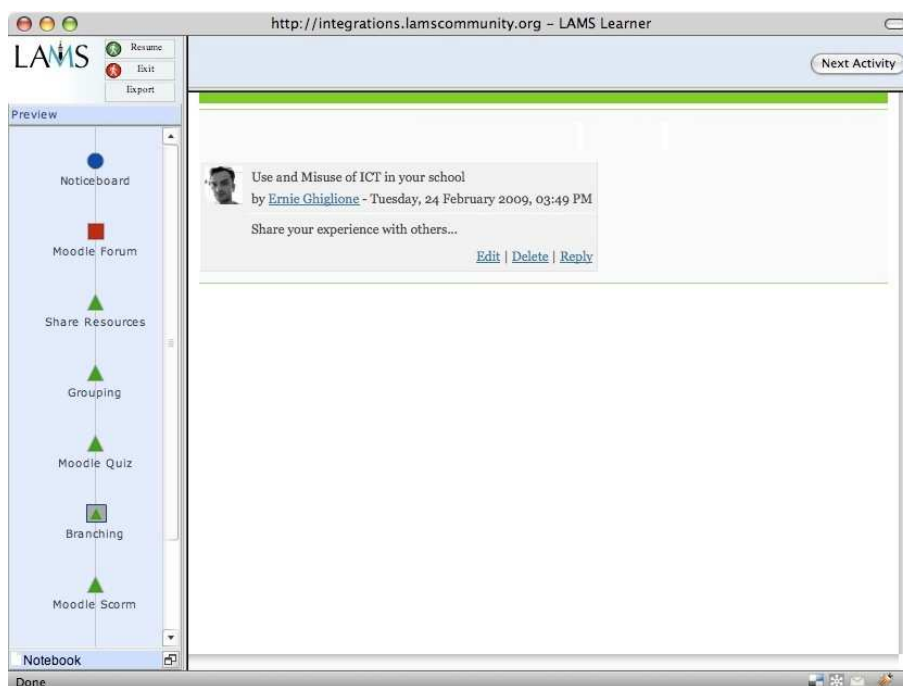 http://integrations.lamscommunity.org – LAMS Learner
LAMS
Resume
Exit
Export
Next Activity
Preview
Noticeboard
Moodle Forum
Share Resources
Grouping
Moodle Quiz
Branching
Moodle Scorm
Notebook
Use and Misuse of ICT in your school
by Ernie Ghiglione - Tuesday, 24 February 2009, 03:49 PM
Share your experience with others...
Edit | Delete | Reply
Done